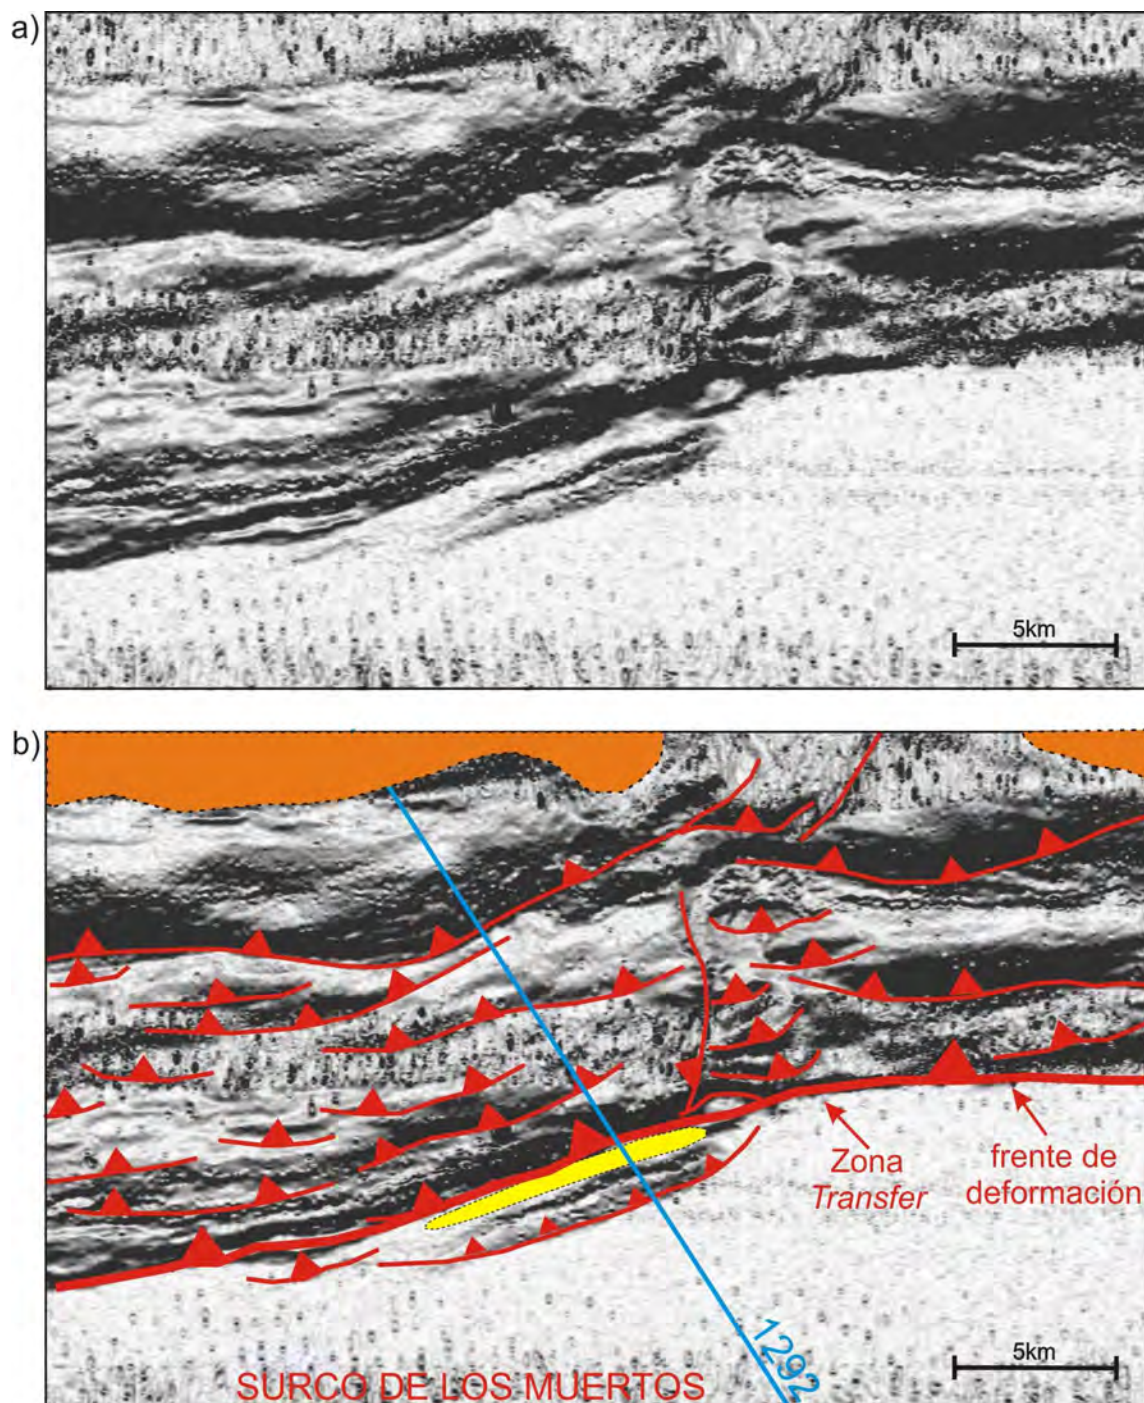 a)
5km
b)
Zona
Transfer
frente de
deformación
5km
1292
SURCO DE LOS MUERTOS